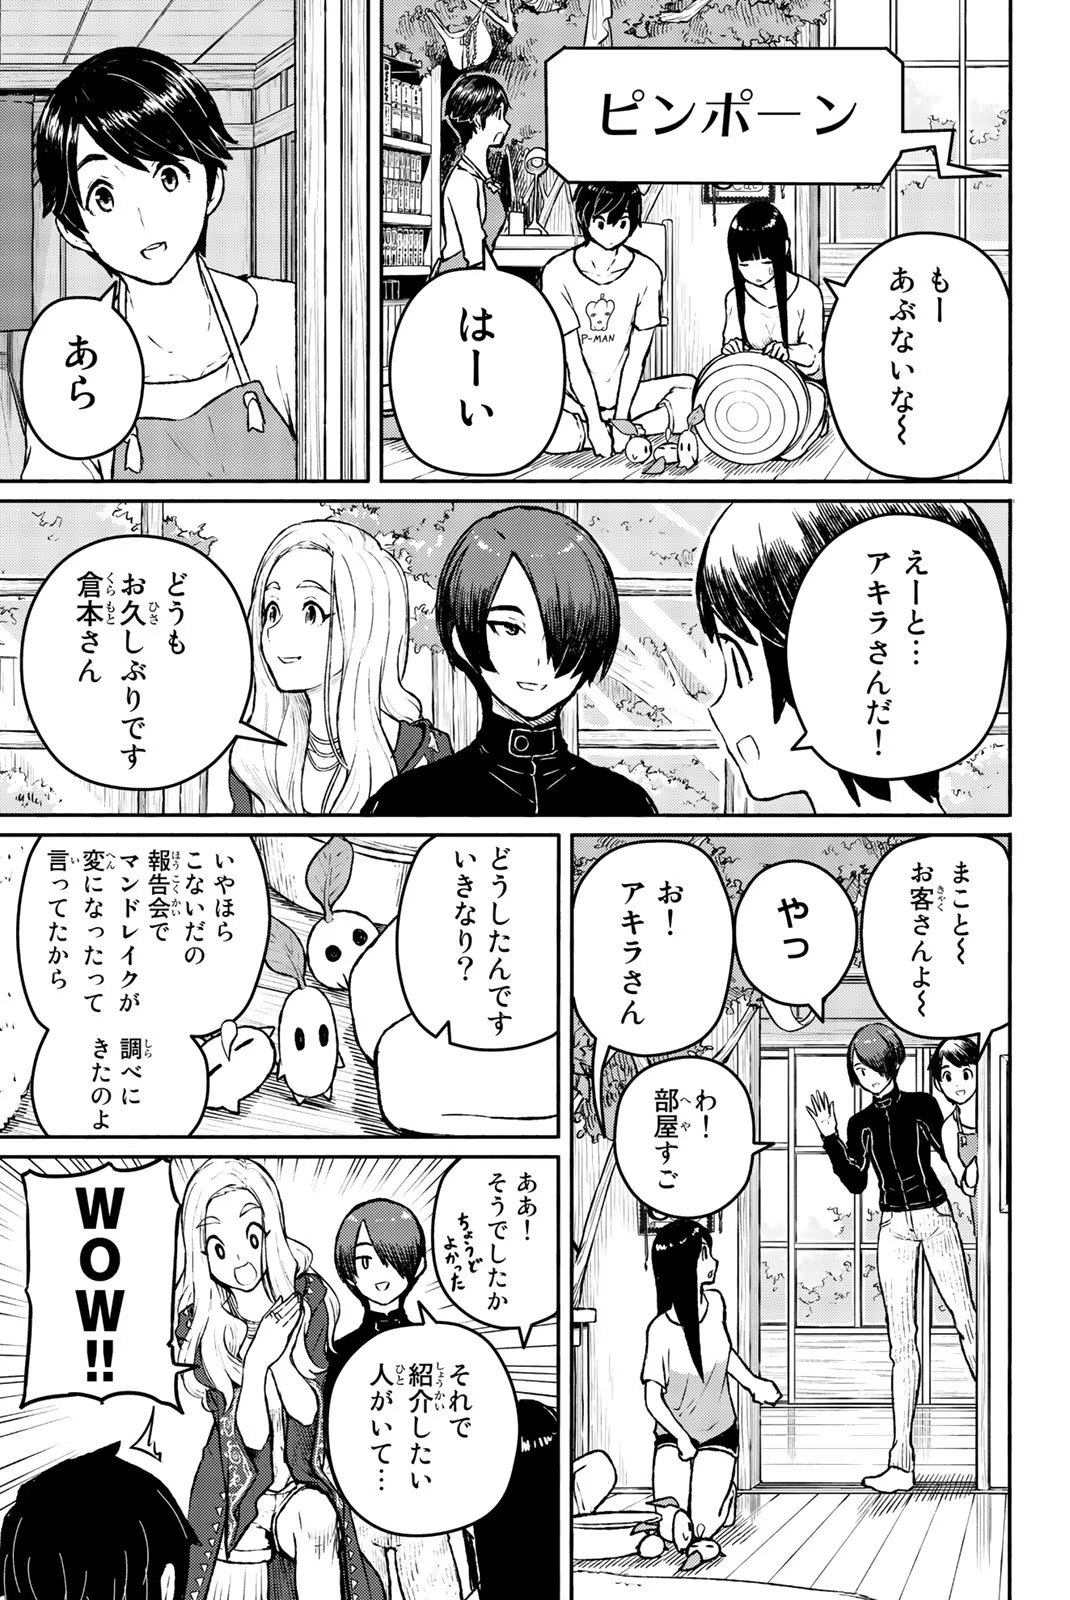 ピンポーン
もー
あぶないな〜
はーい
P-MAN
あら
えーと…
アキラさんだ！
どうも
お久しぶりです
倉本さん
まこと〜
お客さんよ〜
やっ
お！
アキラさん
わ！
部屋すご
どうしたんです
いきなり？
いやほら
こないだの
報告会で
マンドレイクが
変になったって
言ってたから
調べに
きたのよ
ああ！
そうでしたか
ちょうど
よかった
それで
紹介したい
人がいて…
WOW!!